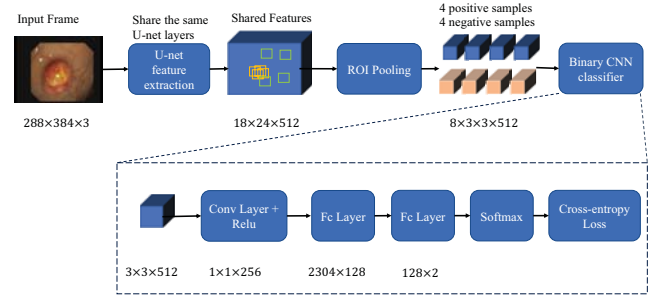 Input Frame
Share the same
U-net layers
Shared Features
4 positive samples
4 negative samples
U-net
feature
extraction
ROI Pooling
Binary CNN
classifier
288×384×3
18×24×512
8×3×3×512
Conv Layer +
Relu
Fc Layer
Fc Layer
Softmax
Cross-entropy
Loss
3×3×512
1×1×256
2304×128
128×2